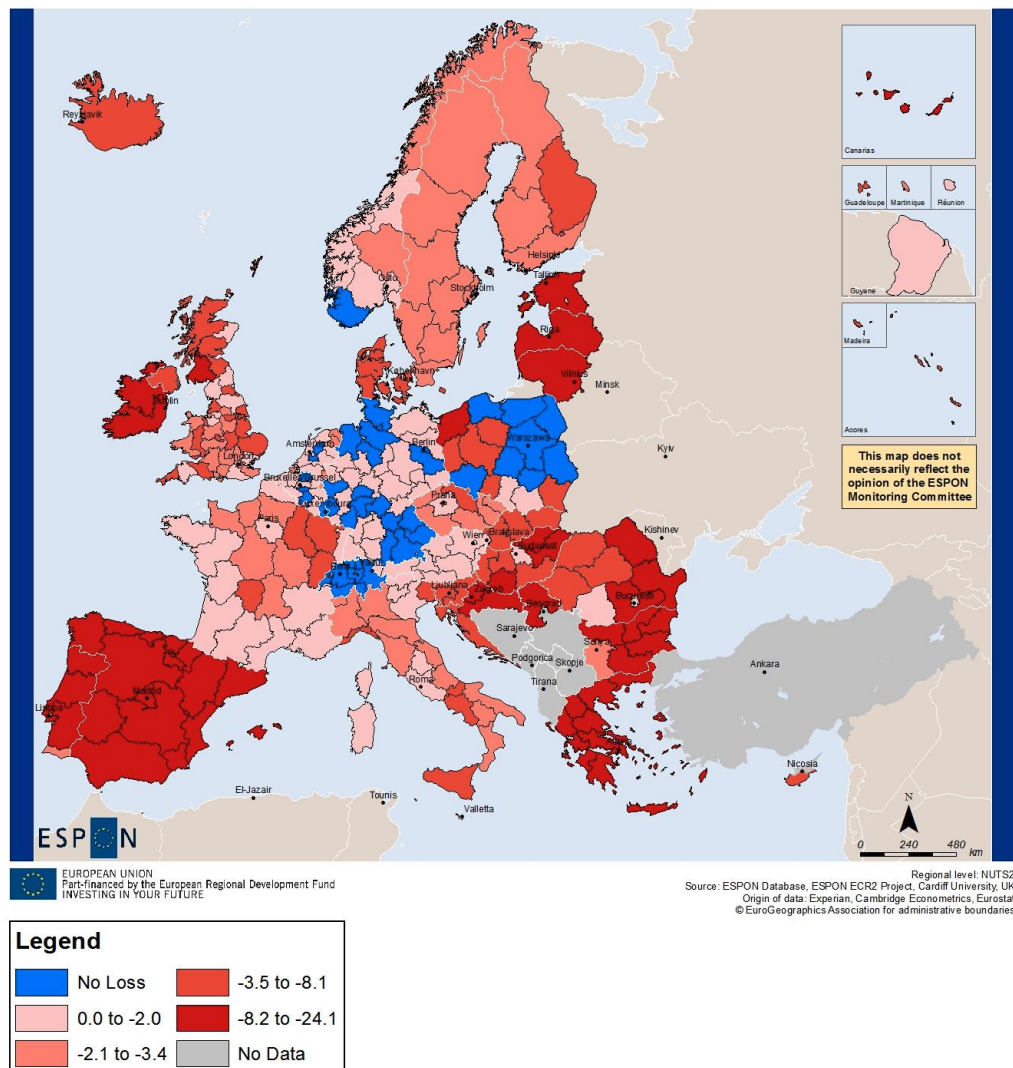 Reykjavik
Canarias
Guadeloupe
Martinique
Réunion
Guyane
Madeira
Acores
This map does not
necessarily reflect the
opinion of the ESPON
Monitoring Committee
Oslo
Stockholm
Helsinki
Tallinn
Riga
Vilnius
Minsk
København
Dublin
London
Amsterdam
Berlin
Warszawa
Kyiv
Paris
Praha
Wien
Bratislava
Budapest
Kishinev
Ljubljana
Zagreb
Beograd
Bucuresti
Sarajevo
Sofiya
Podgorica
Skopje
Tirana
Ankara
Roma
Madrid
Lisboa
El-Jazair
Tounis
Valletta
Nicosia
N
0 240 480
km
ESPON
EUROPEAN UNION
Part-financed by the European Regional Development Fund
INVESTING IN YOUR FUTURE
Regional level: NUTS2
Source: ESPON Database, ESPON ECR2 Project, Cardiff University, UK
Origin of data: Experian, Cambridge Econometrics, Eurostat
© EuroGeographics Association for administrative boundaries
Legend
No Loss
0.0 to -2.0
-2.1 to -3.4
-3.5 to -8.1
-8.2 to -24.1
No Data